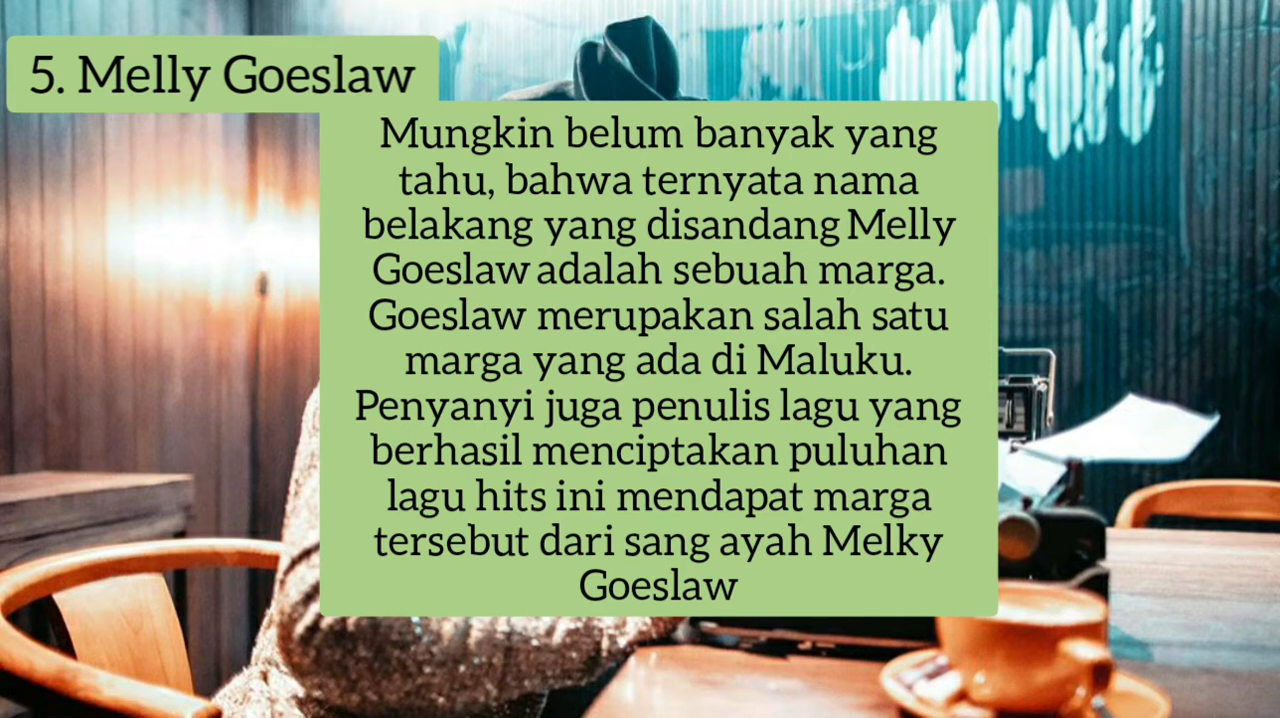 5. Melly Goeslaw
Mungkin belum banyak yang
tahu, bahwa ternyata nama
belakang yang disandang Melly
Goeslaw adalah sebuah marga.
Goeslaw merupakan salah satu
marga yang ada di Maluku.
Penyanyi juga penulis lagu yang
berhasil menciptakan puluhan
lagu hits ini mendapat marga
tersebut dari sang ayah Melky
Goeslaw